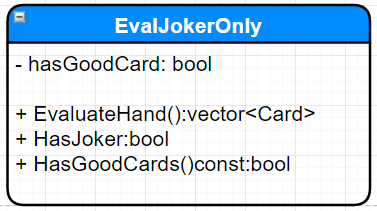 EvalJokerOnly
- hasGoodCard: bool
+ EvaluateHand():vector<Card>
+ HasJoker:bool
+ HasGoodCards()const:bool